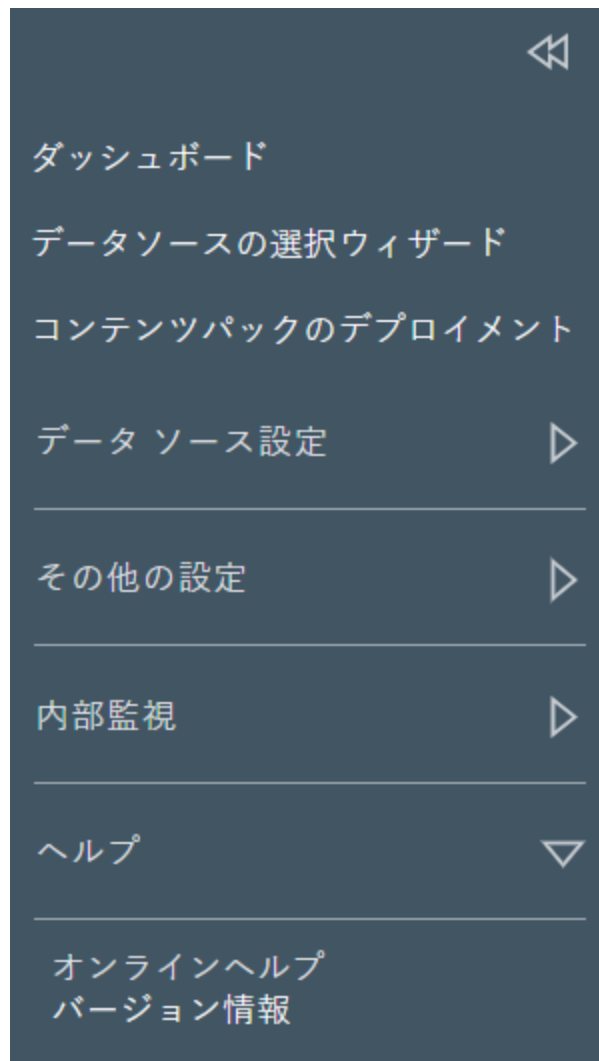 ダッシュボード
データソースの選択ウィザード
コンテンツパックのデプロイメント
データ ソース設定
その他の設定
内部監視
ヘルプ
オンラインヘルプ
バージョン情報